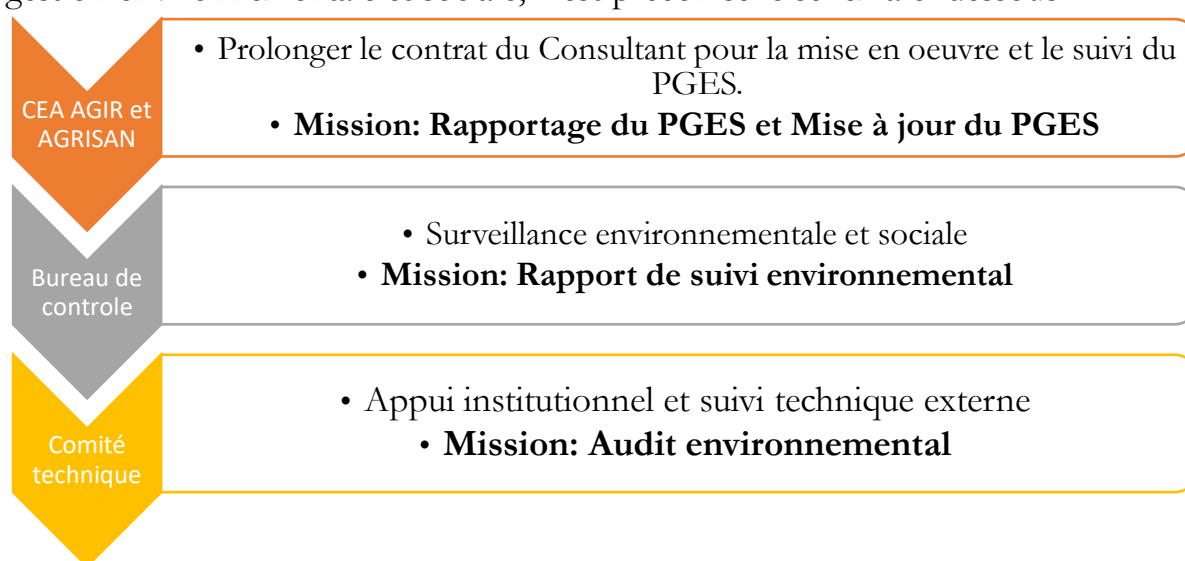 CEA AGIR et
AGRISAN
• Prolonger le contrat du Consultant pour la mise en oeuvre et le suivi du
PGES.
• Mission: Rapportage du PGES et Mise à jour du PGES
Bureau de
controle
• Surveillance environnementale et sociale
• Mission: Rapport de suivi environnemental
Comité
technique
• Appui institutionnel et suivi technique externe
• Mission: Audit environnemental